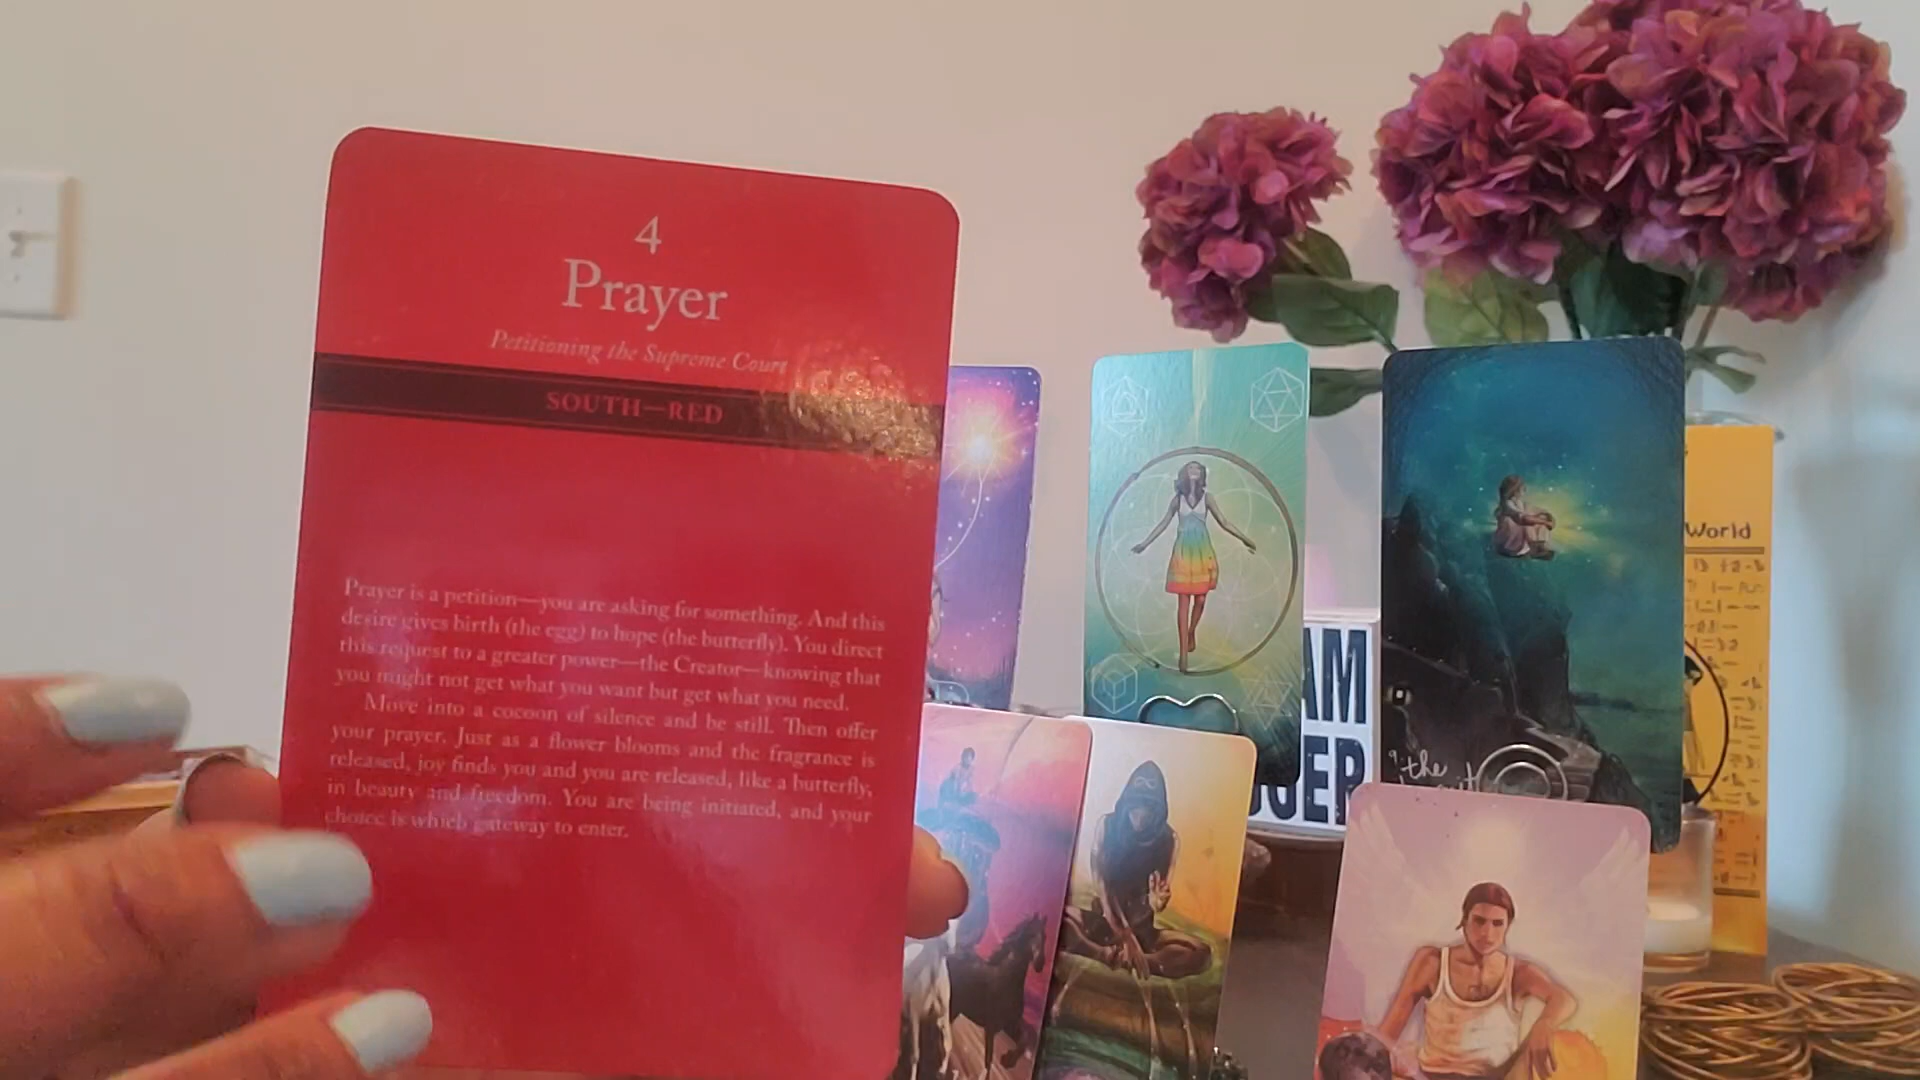 4
Prayer
Petitioning the Supreme Court
SOUTH—RED
Prayer is a petition—you are asking for something. And this
desire gives birth (the egg) to hope (the butterfly). You direct
this request to a greater power—the Creator—knowing that
you might not get what you want but get what you need.
Move into a cocoon of silence and be still. Then offer
your prayer. Just as a flower blooms and the fragrance is
released, joy finds you and you are released, like a butterfly,
in beauty and freedom. You are being initiated, and your
choice is which gateway to enter.
World
AM
the